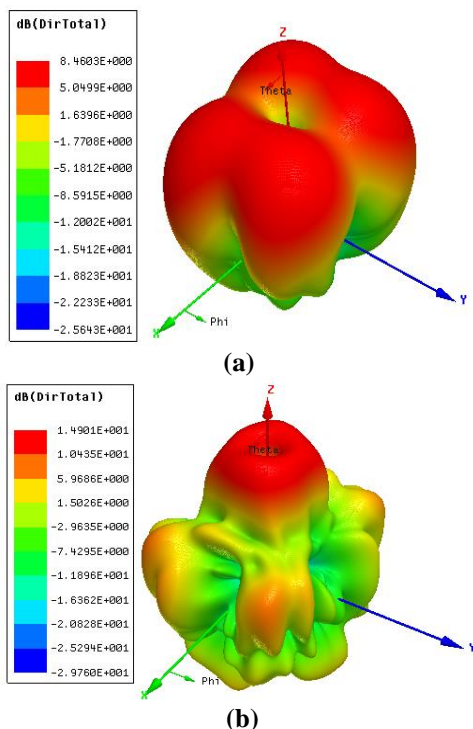 dB(DirTotal)
8.4603E+000
5.0499E+000
1.6396E+000
-1.7708E+000
-5.1812E+000
-8.5915E+000
-1.2002E+001
-1.5412E+001
-1.8823E+001
-2.2233E+001
-2.5643E+001
Z
Theta
Y
X
Phi
(a)
dB(DirTotal)
1.4901E+001
1.0435E+001
5.9686E+000
1.5026E+000
-2.9635E+000
-7.4295E+000
-1.1896E+001
-1.6362E+001
-2.0828E+001
-2.5294E+001
-2.9760E+001
Z
Theta
Y
X
Phi
(b)